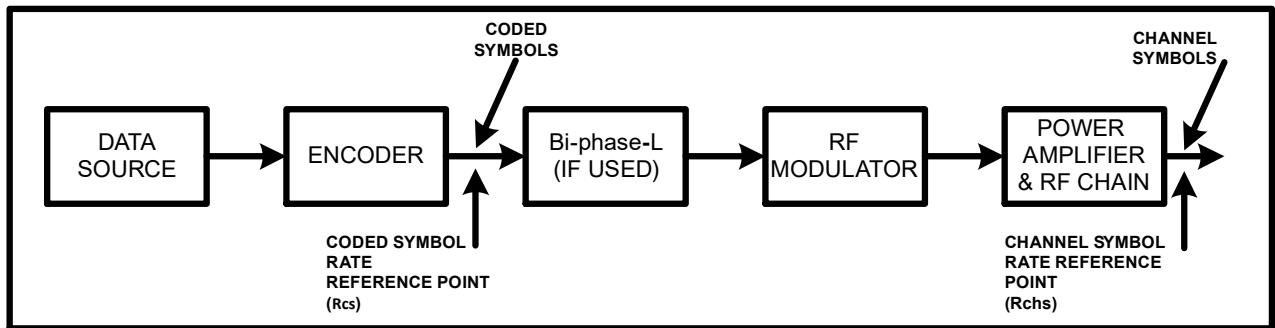 CODED
SYMBOLS
CHANNEL
SYMBOLS
DATA
SOURCE
ENCODER
Bi-phase-L
(IF USED)
RF
MODULATOR
POWER
AMPLIFIER
& RF CHAIN
CODED SYMBOL
RATE
REFERENCE POINT
(Rcs)
CHANNEL SYMBOL
RATE REFERENCE
POINT
(Rchs)